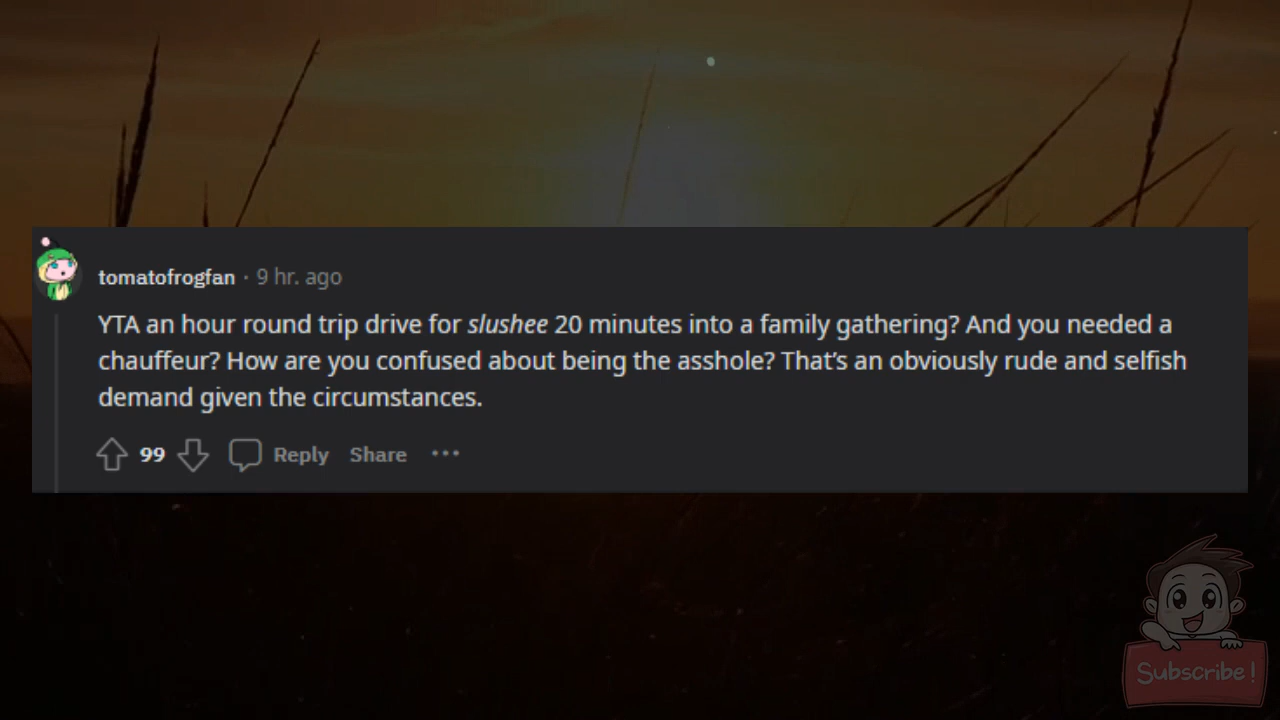 tomatofrogfan · 9 hr. ago
YTA an hour round trip drive for slushee 20 minutes into a family gathering? And you needed a
chauffeur? How are you confused about being the asshole? That’s an obviously rude and selfish
demand given the circumstances.
99 Reply Share ···
Subscribe!